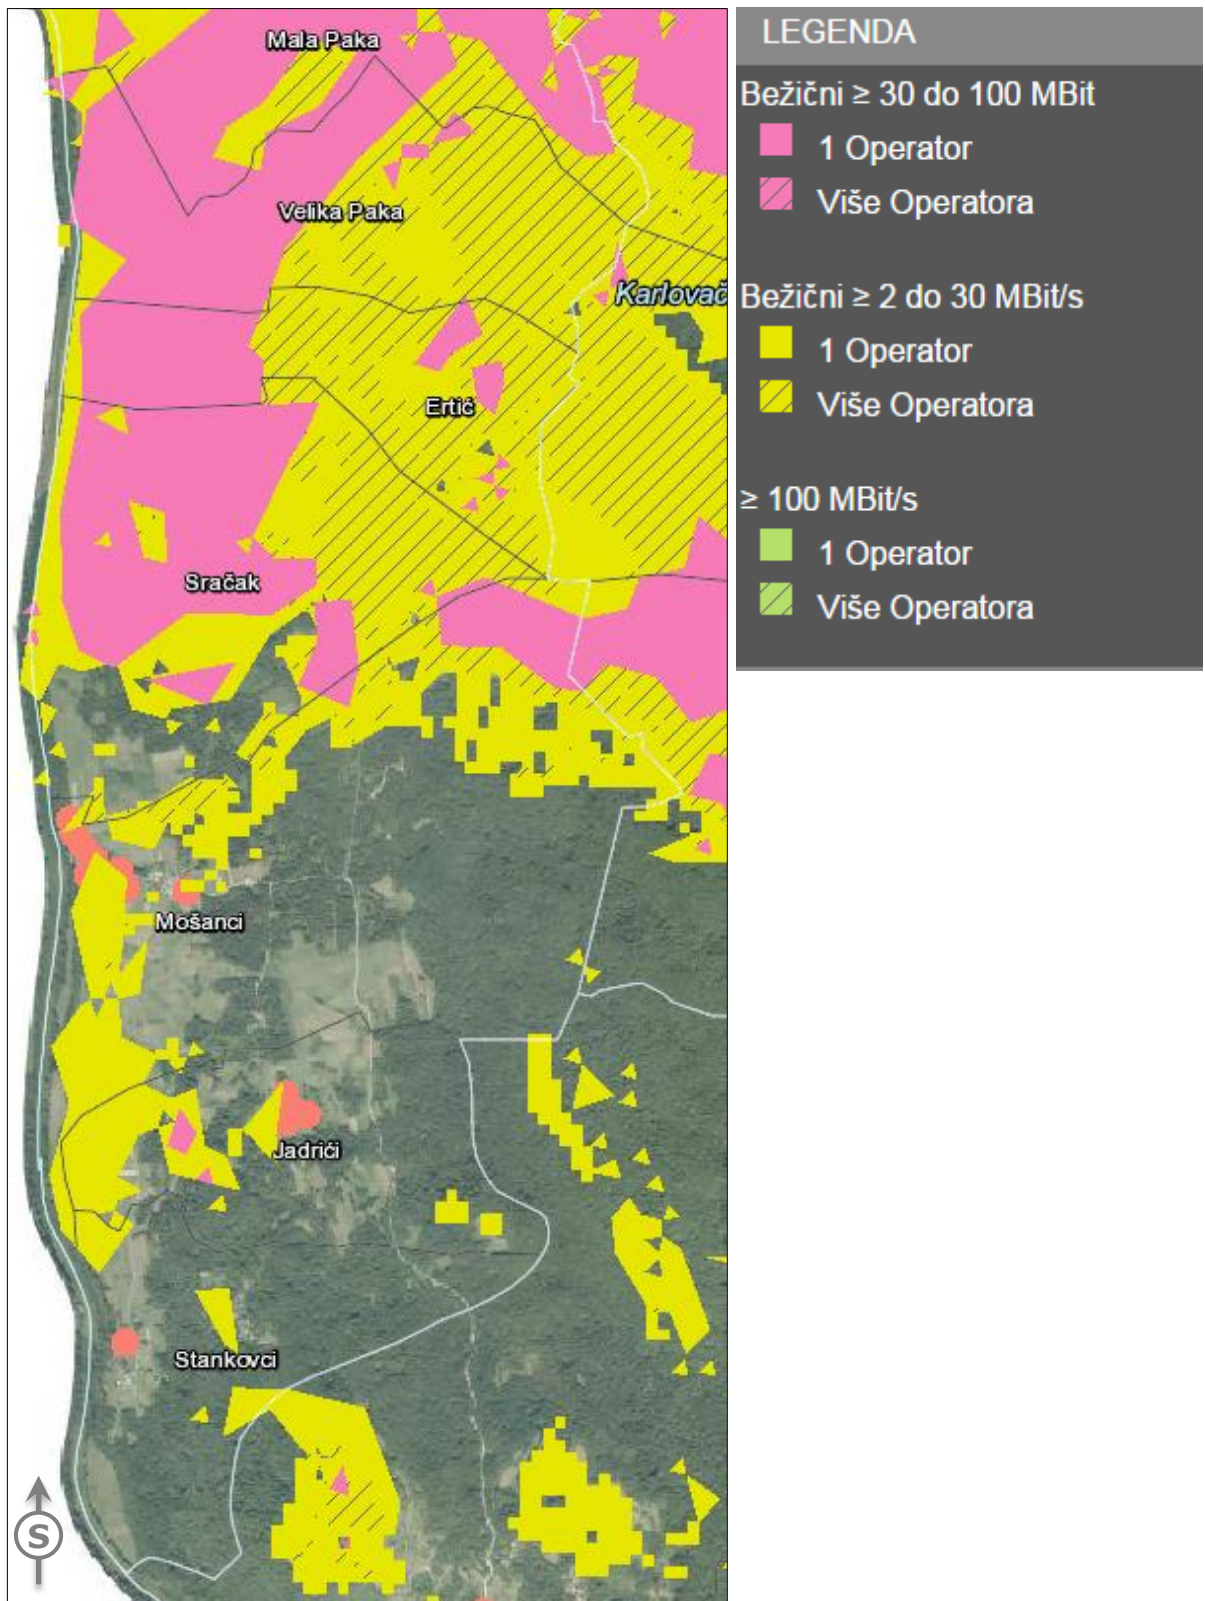 Mala Paka
Velika Paka
Karlovač
Ertić
Sračak
Mošanci
Jadrići
Stankovci
S
LEGENDA
Bežični ≥ 30 do 100 MBit
1 Operator
Više Operatora
Bežični ≥ 2 do 30 MBit/s
1 Operator
Više Operatora
≥ 100 MBit/s
1 Operator
Više Operatora